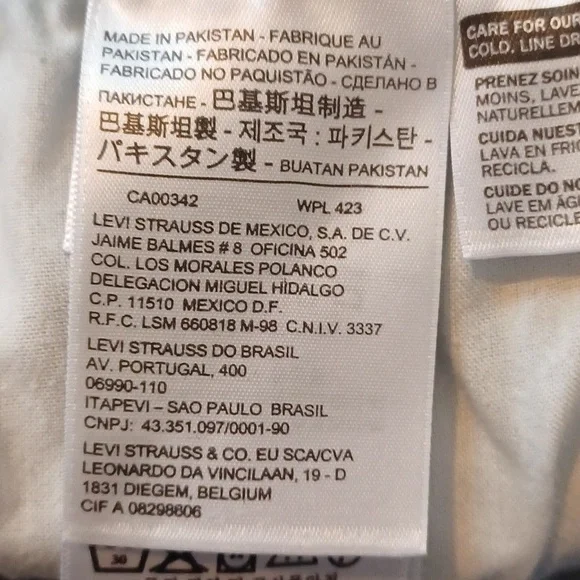 MADE IN PAKISTAN - FABRIQUE AU
PAKISTAN - FABRICADO EN PAKISTÁN -
FABRICADO NO PAQUISTÃO - СДЕЛАНО В
ПАКИСТАНЕ - 巴基斯坦制造 -
巴基斯坦製 - 제조국 : 파키스탄 -
パキスタン製 - BUATAN PAKISTAN
CA00342 WPL 423
LEVI STRAUSS DE MEXICO, S.A. DE C.V.
JAIME BALMES # 8 OFICINA 502
COL. LOS MORALES POLANCO
DELEGACION MIGUEL HIDALGO
C.P. 11510 MEXICO D.F.
R.F.C. LSM 660818 M-98 C.N.I.V. 3337
LEVI STRAUSS DO BRASIL
AV. PORTUGAL, 400
06990-110
ITAPEVI – SAO PAULO BRASIL
CNPJ: 43.351.097/0001-90
LEVI STRAUSS & CO. EU SCA/CVA
LEONARDO DA VINCILAAN, 19 - D
1831 DIEGEM, BELGIUM
CIF A 08298806
30
CARE FOR OUR
COLD. LINE DR
PRENEZ SOIN
MOINS, LAVE
NATURELLEM
CUIDA NUEST
LAVA EN FRI
RECICLA.
CUIDE DO NO
LAVE EM ÁG
OU RECICLE